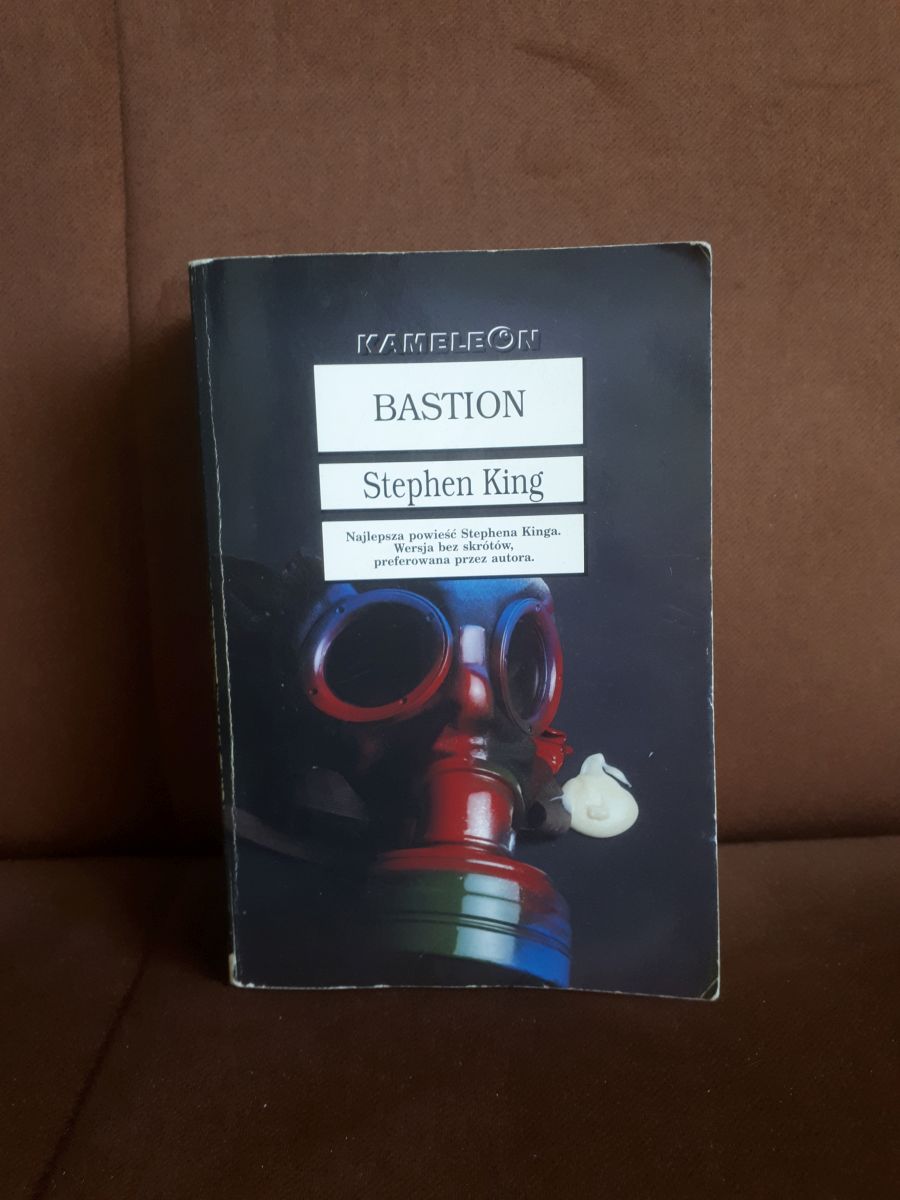 KAMELEON
BASTION
Stephen King
Najlepsza powieść Stephena Kinga.
Wersja bez skrótów,
preferowana przez autora.